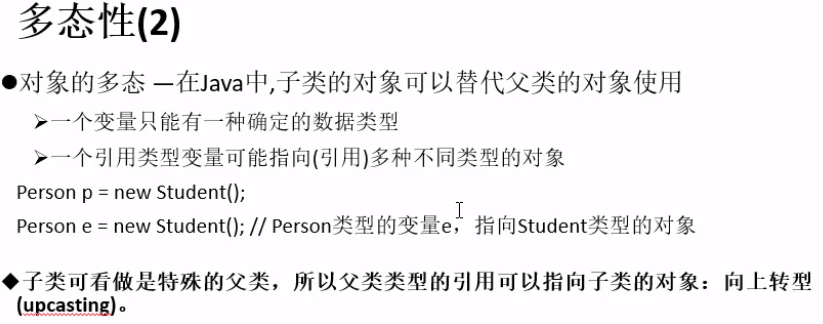 多态性(2)
●对象的多态 —在Java中,子类的对象可以替代父类的对象使用
➢一个变量只能有一种确定的数据类型
➢一个引用类型变量可能指向(引用)多种不同类型的对象
Person p = new Student();
Person e = new Student(); // Person类型的变量e，指向Student类型的对象
◆子类可看做是特殊的父类，所以父类类型的引用可以指向子类的对象：向上转型
(upcasting)。